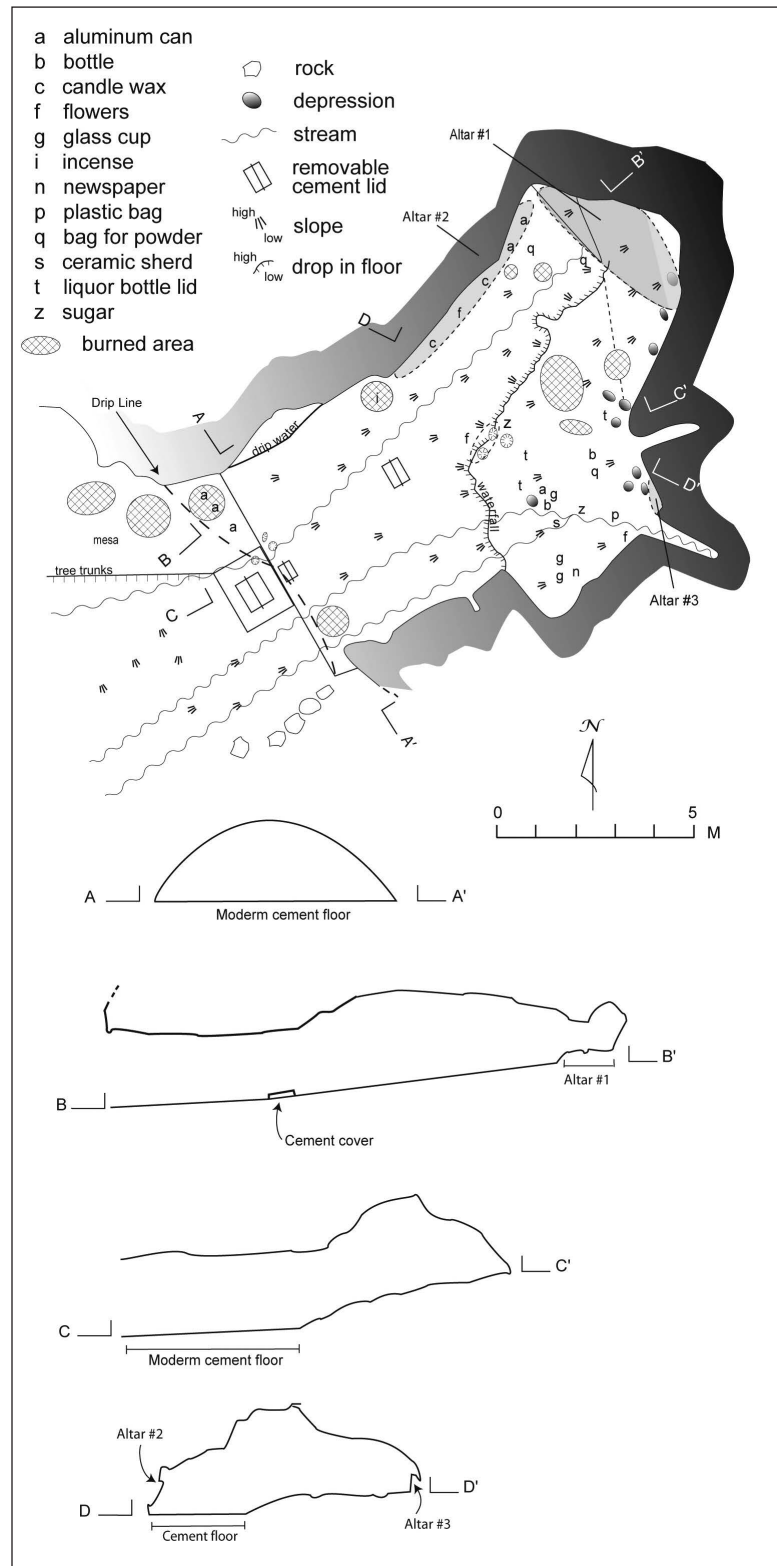 a aluminum can
b bottle
c candle wax
f flowers
g glass cup
i incense
n newspaper
p plastic bag
q bag for powder
s ceramic sherd
t liquor bottle lid
z sugar
burned area
rock
depression
stream
removable
cement lid
high
low
slope
high
low
drop in floor
Altar #1
B'
Altar #2
a
a
q
q
c
D
f
c
C'
A
i
drip water
Drip Line
z
f
t
t
b
q
D'
waterfall
t
a
g
b
z
p
s
f
a
a
a
mesa
B
g
g
n
tree trunks
C
Altar #3
A'
N
0
5
M
A
A'
Moderm cement floor
B
B'
Altar #1
Cement cover
C
C'
Moderm cement floor
Altar #2
D
D'
Cement floor
Altar #3